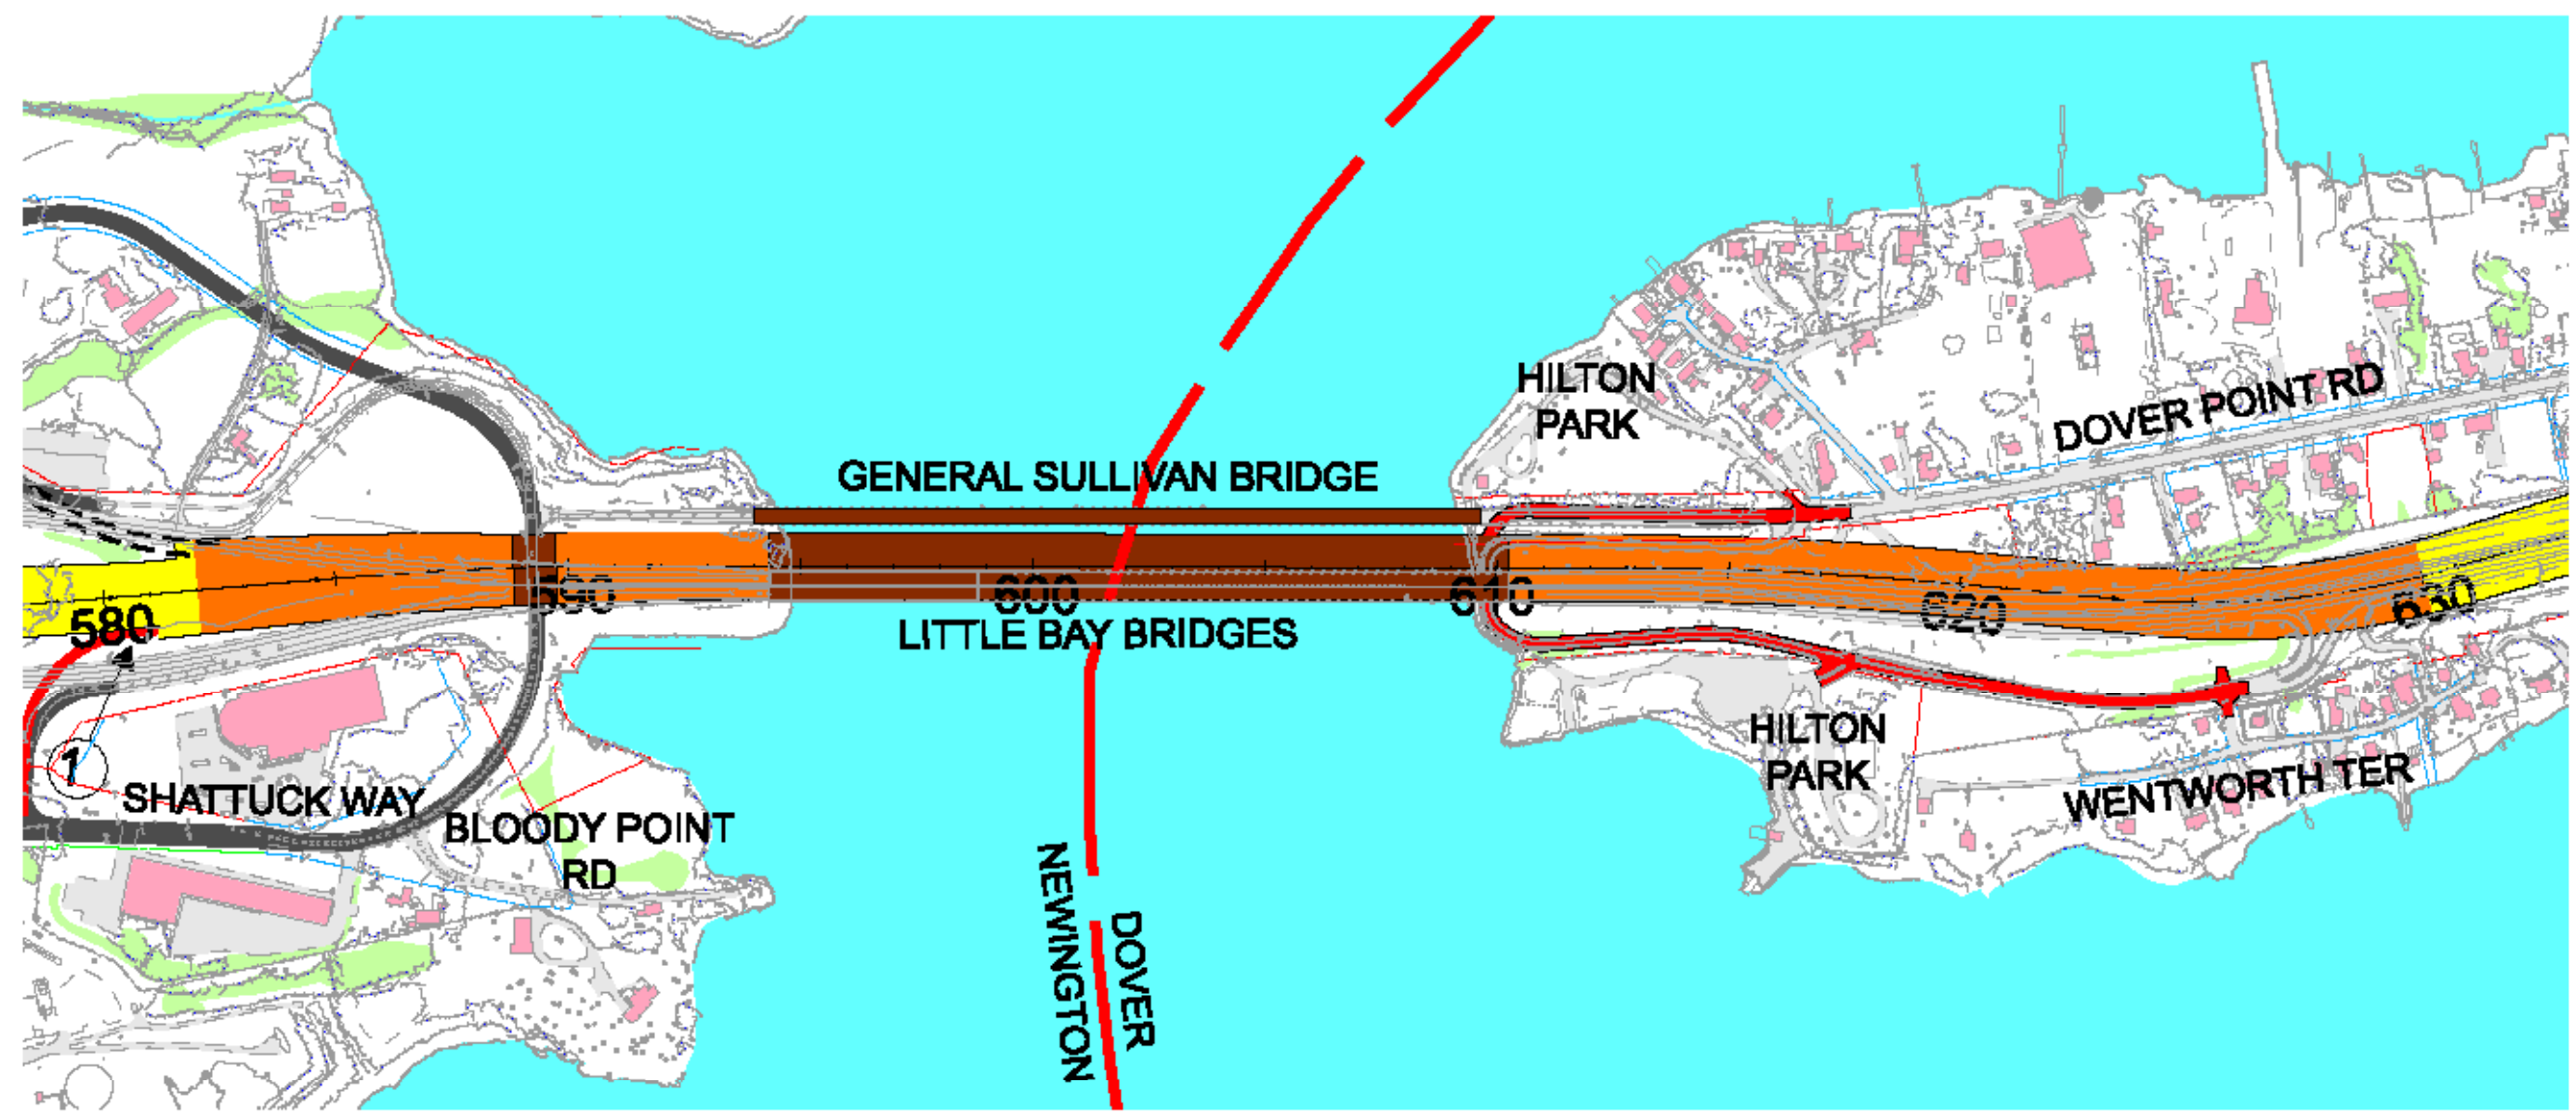 HILTON
PARK
DOVER POINT RD
GENERAL SULLIVAN BRIDGE
580
590
600
610
620
630
LITTLE BAY BRIDGES
1
SHATTUCK WAY
BLOODY POINT
RD
HILTON
PARK
WENTWORTH TER
NEWINGTON
DOVER